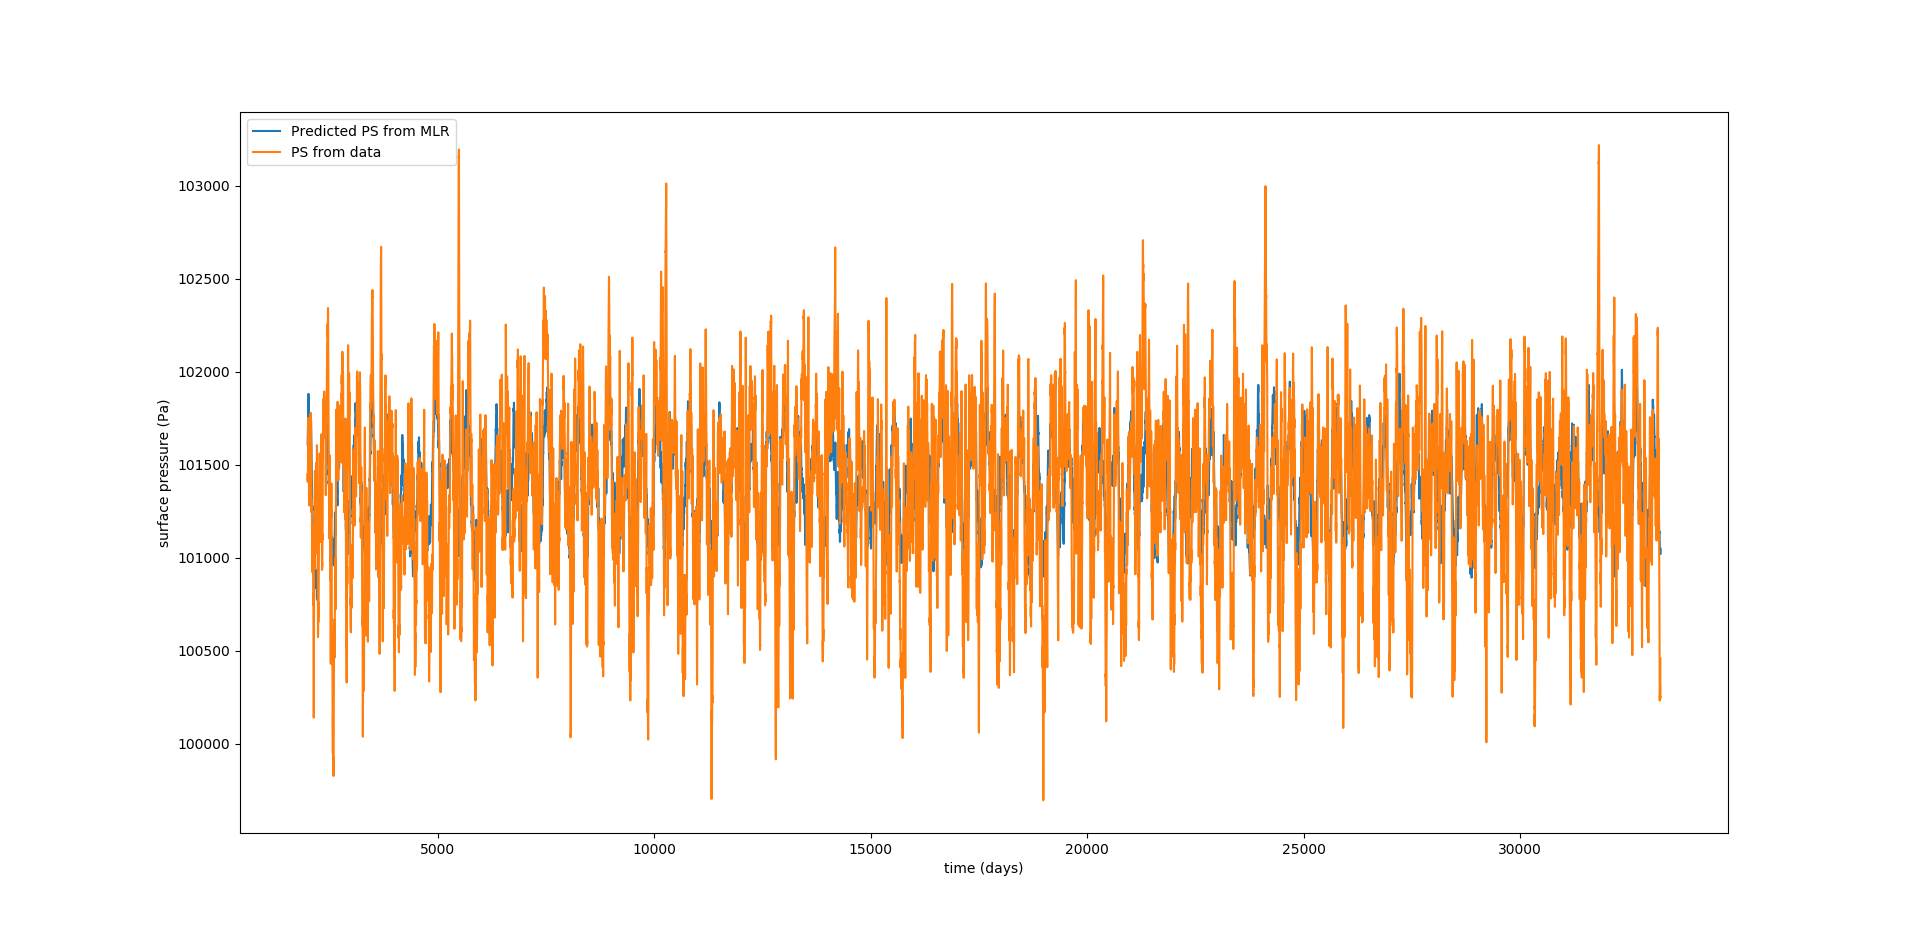 Predicted PS from MLR
PS from data
103000
102500
102000
101500
101000
100500
100000
surface pressure (Pa)
5000 10000 15000 20000 25000 30000
time (days)